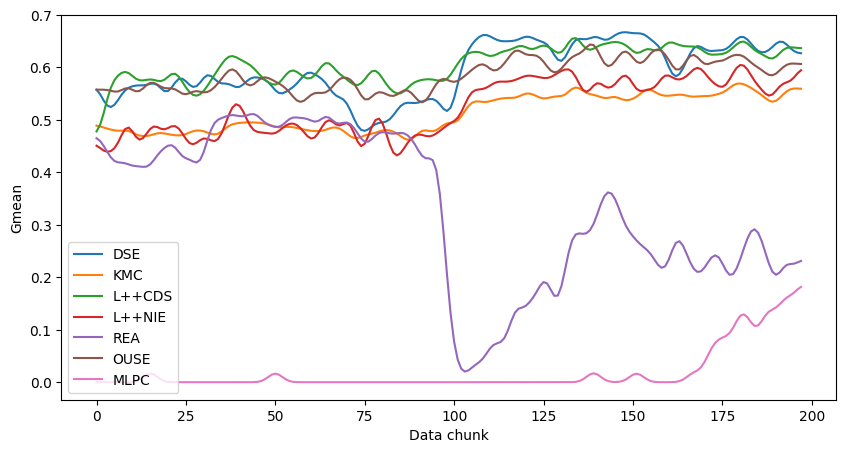 0.7
0.6
0.5
0.4
0.3
0.2
0.1
0.0
Gmean
DSE
KMC
L++CDS
L++NIE
REA
OUSE
MLPC
0 25 50 75 100 125 150 175 200
Data chunk